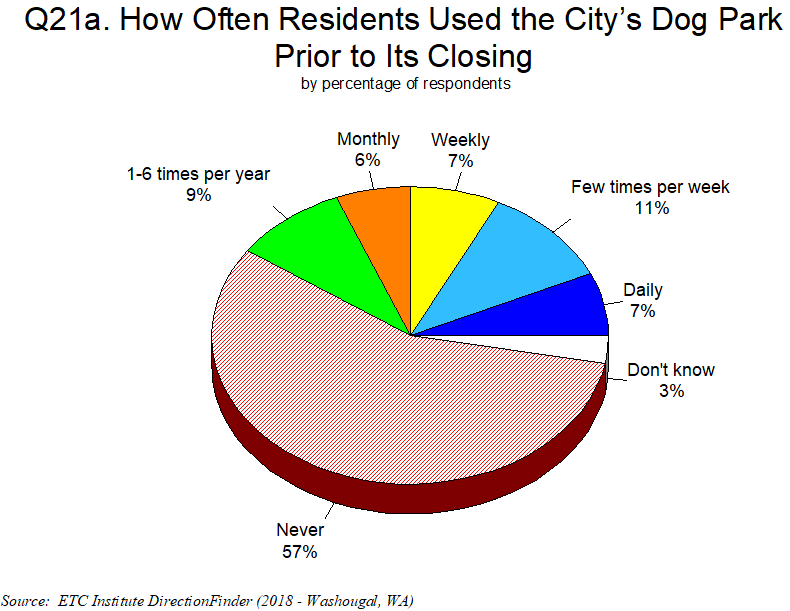 Q21a. How Often Residents Used the City’s Dog Park
Prior to Its Closing
by percentage of respondents
Monthly
6%
Weekly
7%
1-6 times per year
9%
Few times per week
11%
Daily
7%
Don't know
3%
Never
57%
Source: ETC Institute DirectionFinder (2018 - Washougal, WA)